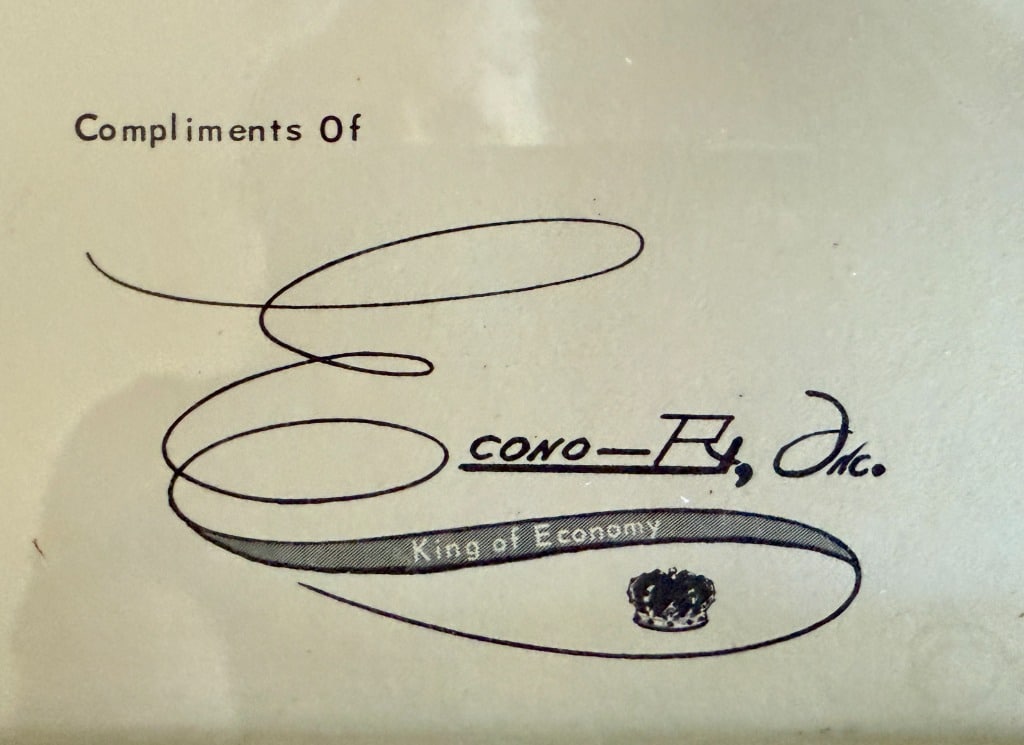 Compliments Of
Econo-Rx, Inc.
King of Economy